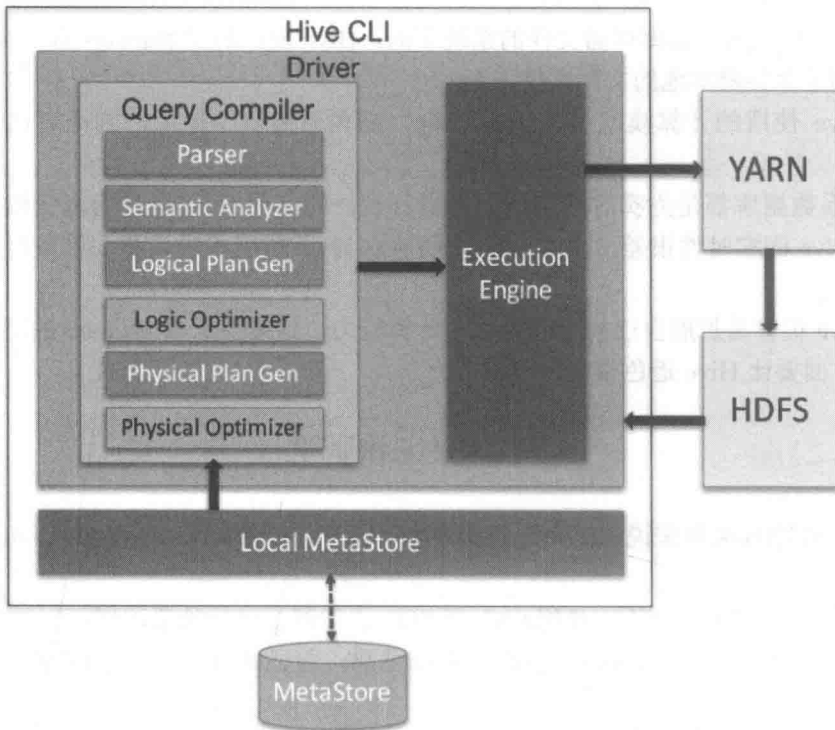 Hive CLI
Driver
Query Compiler
Parser
Semantic Analyzer
Logical Plan Gen
Logic Optimizer
Physical Plan Gen
Physical Optimizer
Execution
Engine
YARN
HDFS
Local MetaStore
MetaStore